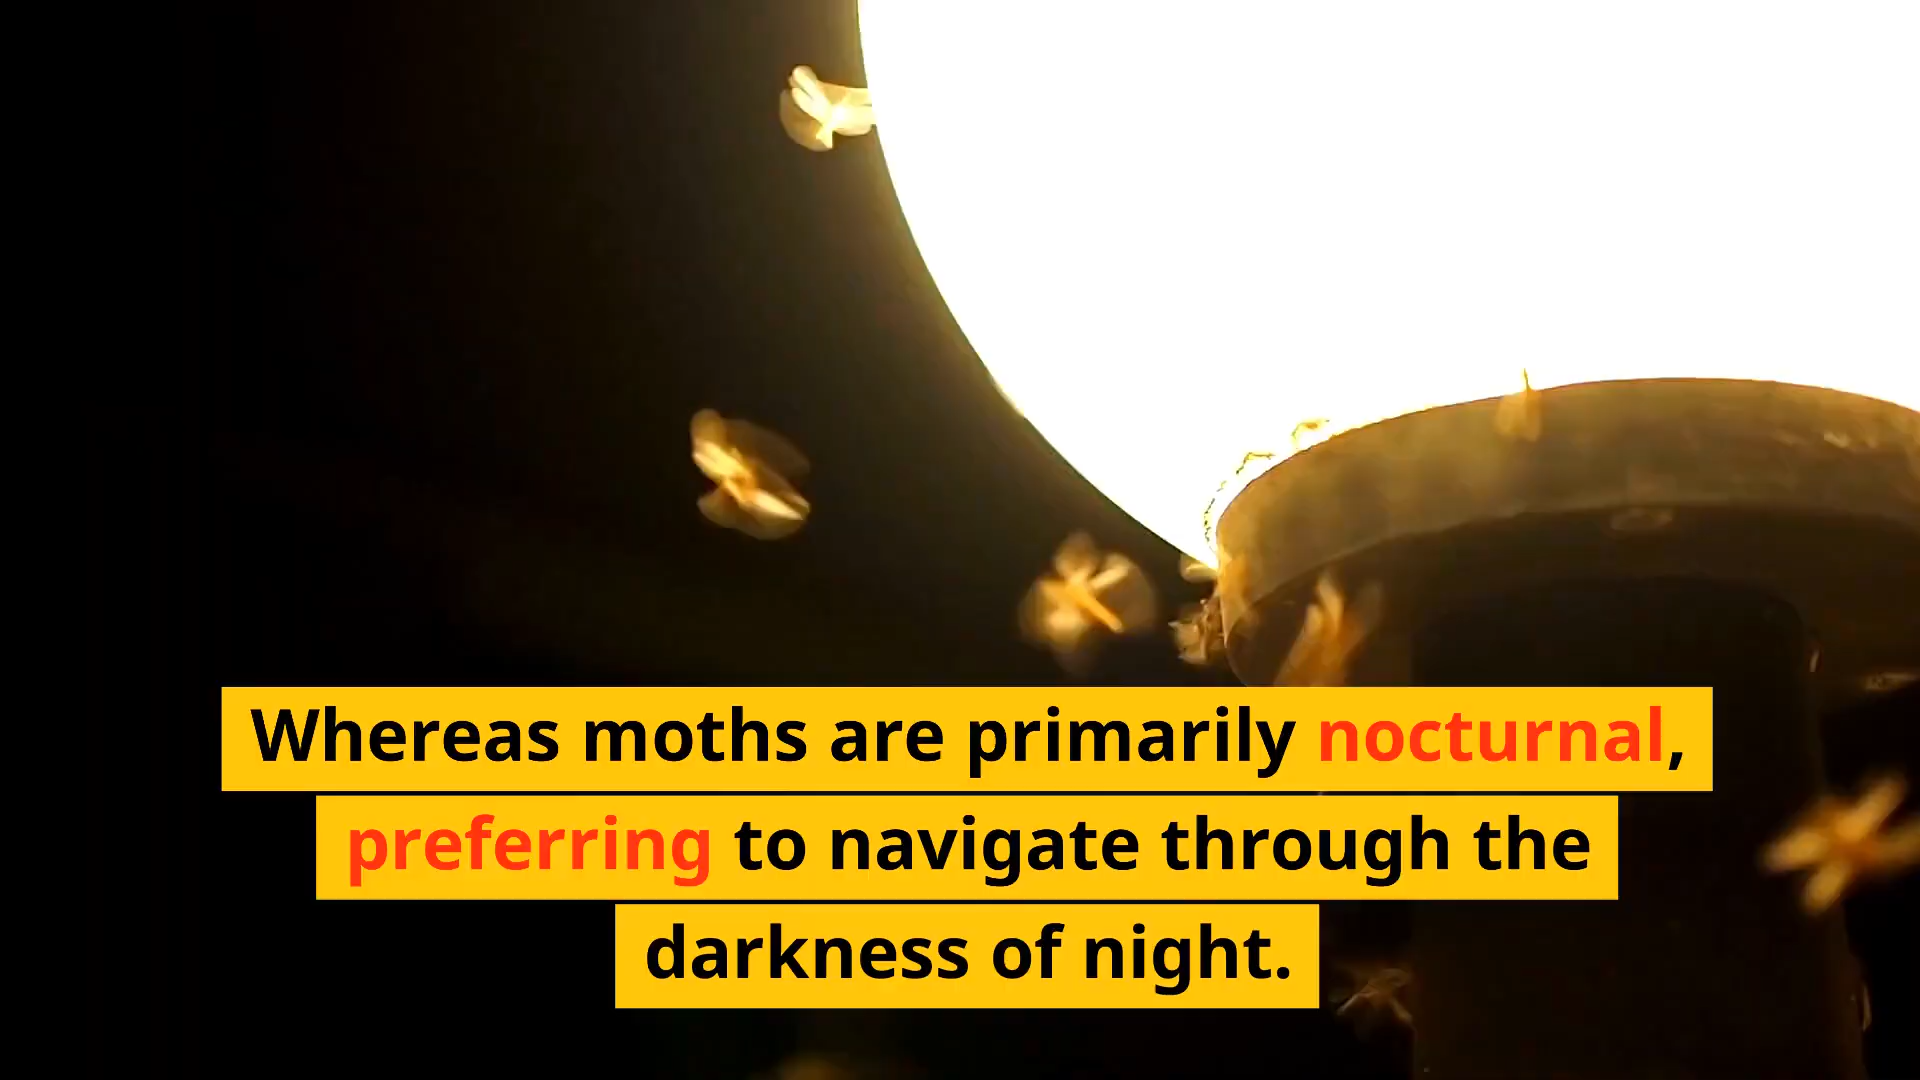 Whereas moths are primarily nocturnal,
preferring to navigate through the
darkness of night.